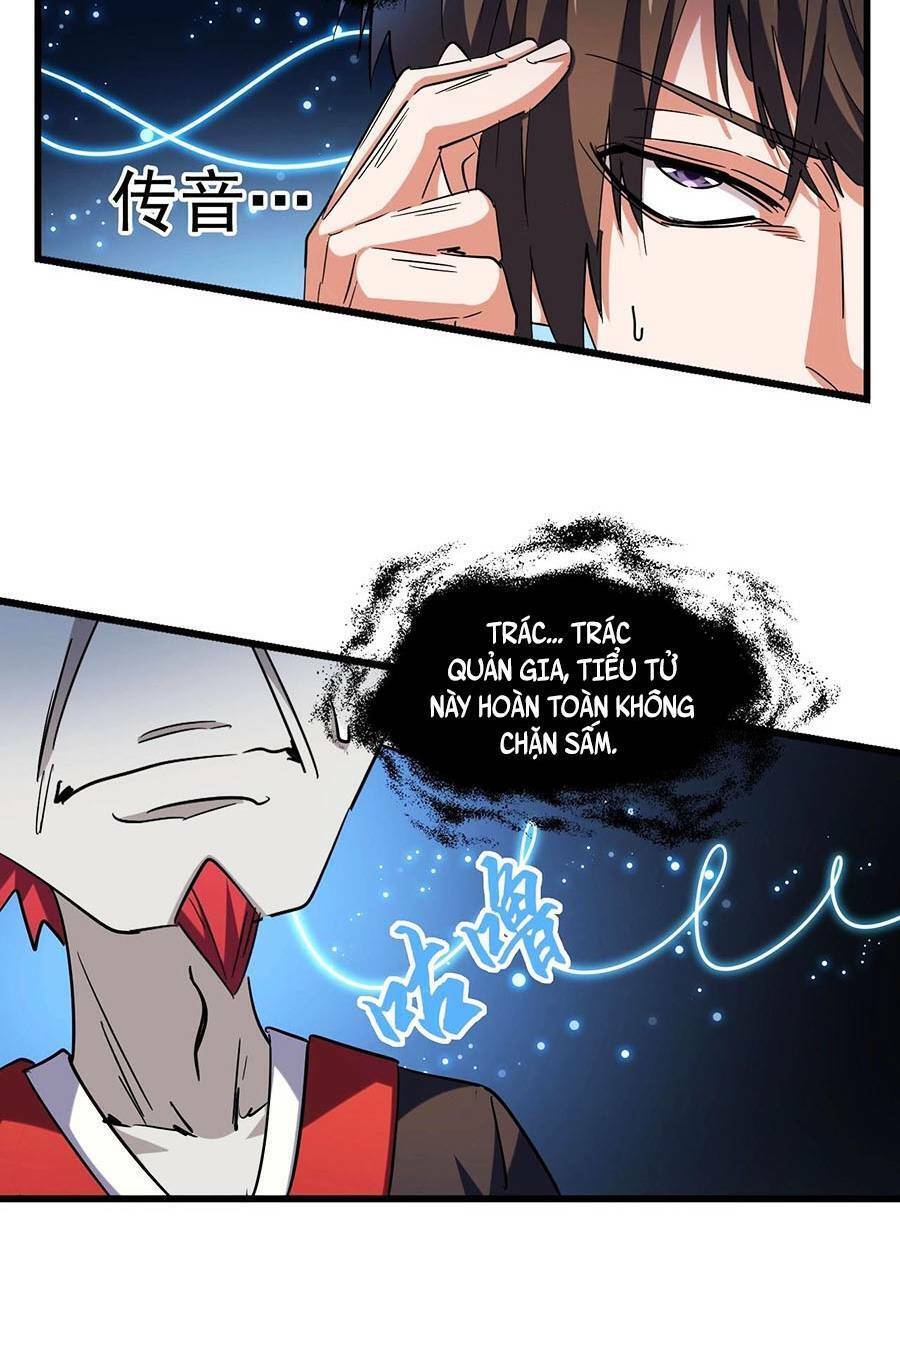 传音…
TRÁC... TRÁC
QUẢN GIA, TIỂU TỬ
NÀY HOÀN TOÀN KHÔNG
CHẶN SẤM.
咕噜